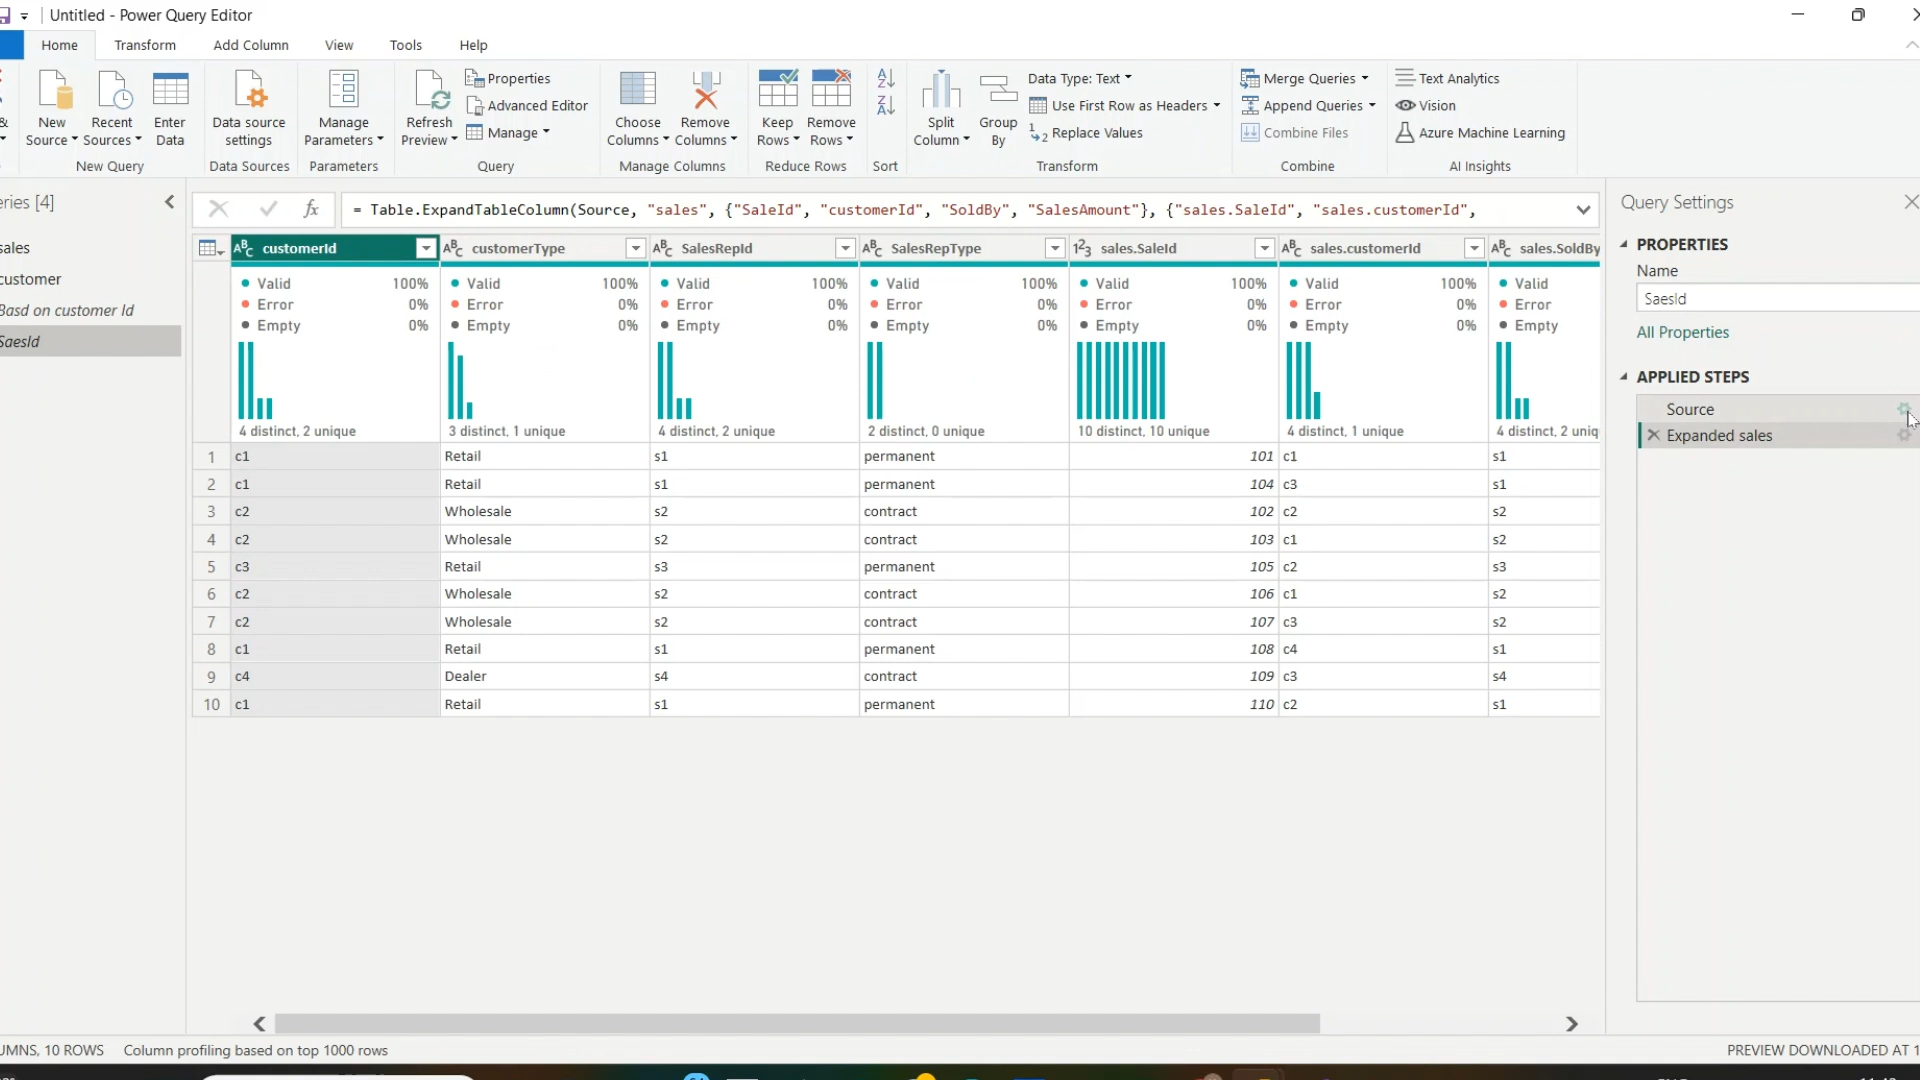 Untitled - Power Query Editor
Home Transform Add Column View Tools Help
New Source
Recent Sources
Enter Data
New Query
Data source settings
Data Sources
Manage Parameters
Parameters
Refresh Preview
Properties
Advanced Editor
Manage
Query
Choose Columns
Remove Columns
Manage Columns
Keep Rows
Remove Rows
Reduce Rows
Sort
Split Column
Group By
Data Type: Text
Use First Row as Headers
Replace Values
Transform
Merge Queries
Append Queries
Combine Files
Combine
Text Analytics
Vision
Azure Machine Learning
AI Insights
eries [4]
sales
customer
Basd on customer Id
SaesId
fx = Table.ExpandTableColumn(Source, "sales", {"SaleId", "customerId", "SoldBy", "SalesAmount"}, {"sales.SaleId", "sales.customerId",
customerId customerType SalesRepId SalesRepType sales.SaleId sales.customerId sales.SoldBy
Valid 100% Valid 100% Valid 100% Valid 100% Valid 100% Valid 100% Valid
Error 0% Error 0% Error 0% Error 0% Error 0% Error 0% Error
Empty 0% Empty 0% Empty 0% Empty 0% Empty 0% Empty 0% Empty
4 distinct, 2 unique 3 distinct, 1 unique 4 distinct, 2 unique 2 distinct, 0 unique 10 distinct, 10 unique 4 distinct, 1 unique 4 distinct, 2 uniq
1 c1 Retail s1 permanent 101 c1 s1
2 c1 Retail s1 permanent 104 c3 s1
3 c2 Wholesale s2 contract 102 c2 s2
4 c2 Wholesale s2 contract 103 c1 s2
5 c3 Retail s3 permanent 105 c2 s3
6 c2 Wholesale s2 contract 106 c1 s2
7 c2 Wholesale s2 contract 107 c3 s2
8 c1 Retail s1 permanent 108 c4 s1
9 c4 Dealer s4 contract 109 c3 s4
10 c1 Retail s1 permanent 110 c2 s1
Query Settings
PROPERTIES
Name
SaesId
All Properties
APPLIED STEPS
Source
Expanded sales
UMNS, 10 ROWS Column profiling based on top 1000 rows
PREVIEW DOWNLOADED AT 1